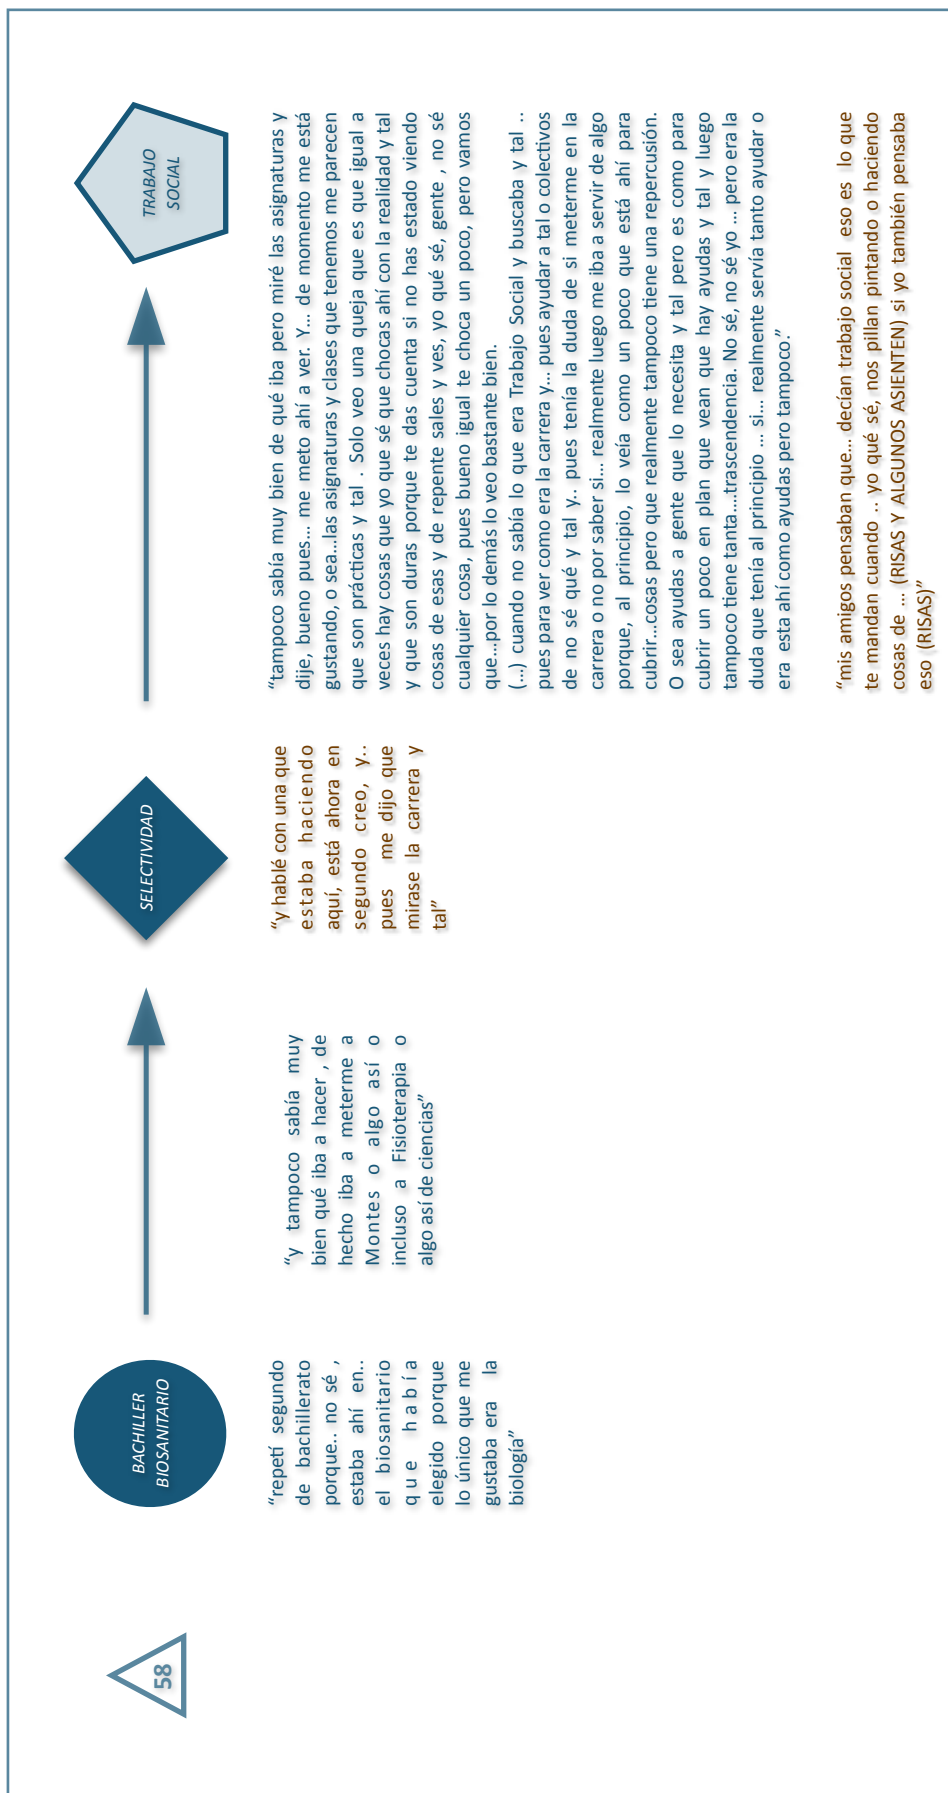 58
BACHILLER
BIOSANITARIO
“repetí segundo
de bachillerato
porque.. no sé ,
estaba ahí en..
el biosanitario
que había
elegido porque
lo único que me
gustaba era la
biología”
“y tampoco sabía muy
bien qué iba a hacer , de
hecho iba a meterme a
Montes o algo así o
incluso a Fisioterapia o
algo así de ciencias”
SELECTIVIDAD
“y hablé con una que
estaba haciendo
aquí, está ahora en
segundo creo, y..
pues me dijo que
mirase la carrera y
tal”
TRABAJO
SOCIAL
“tampoco sabía muy bien de qué iba pero miré las asignaturas y
dije, bueno pues... me meto ahí a ver. Y... de momento me está
gustando, o sea...las asignaturas y clases que tenemos me parecen
que son prácticas y tal . Solo veo una queja que es que igual a
veces hay cosas que yo que sé que chocas ahí con la realidad y tal
y que son duras porque te das cuenta si no has estado viendo
cosas de esas y de repente sales y ves, yo qué sé, gente , no sé
cualquier cosa, pues bueno igual te choca un poco, pero vamos
que...por lo demás lo veo bastante bien.
(...) cuando no sabía lo que era Trabajo Social y buscaba y tal ..
pues para ver como era la carrera y... pues ayudar a tal o colectivos
de no sé qué y tal y.. pues tenía la duda de si meterme en la
carrera o no por saber si... realmente luego me iba a servir de algo
porque, al principio, lo veía como un poco que está ahí para
cubrir...cosas pero que realmente tampoco tiene una repercusión.
O sea ayudas a gente que lo necesita y tal pero es como para
cubrir un poco en plan que vean que hay ayudas y tal y luego
tampoco tiene tanta....trascendencia. No sé, no sé yo ... pero era la
duda que tenía al principio ... si... realmente servía tanto ayudar o
era esta ahí como ayudas pero tampoco.”
“mis amigos pensaban que... decían trabajo social eso es lo que
te mandan cuando .. yo qué sé, nos pillan pintando o haciendo
cosas de ... (RISAS Y ALGUNOS ASIENTEN) si yo también pensaba
eso (RISAS)”